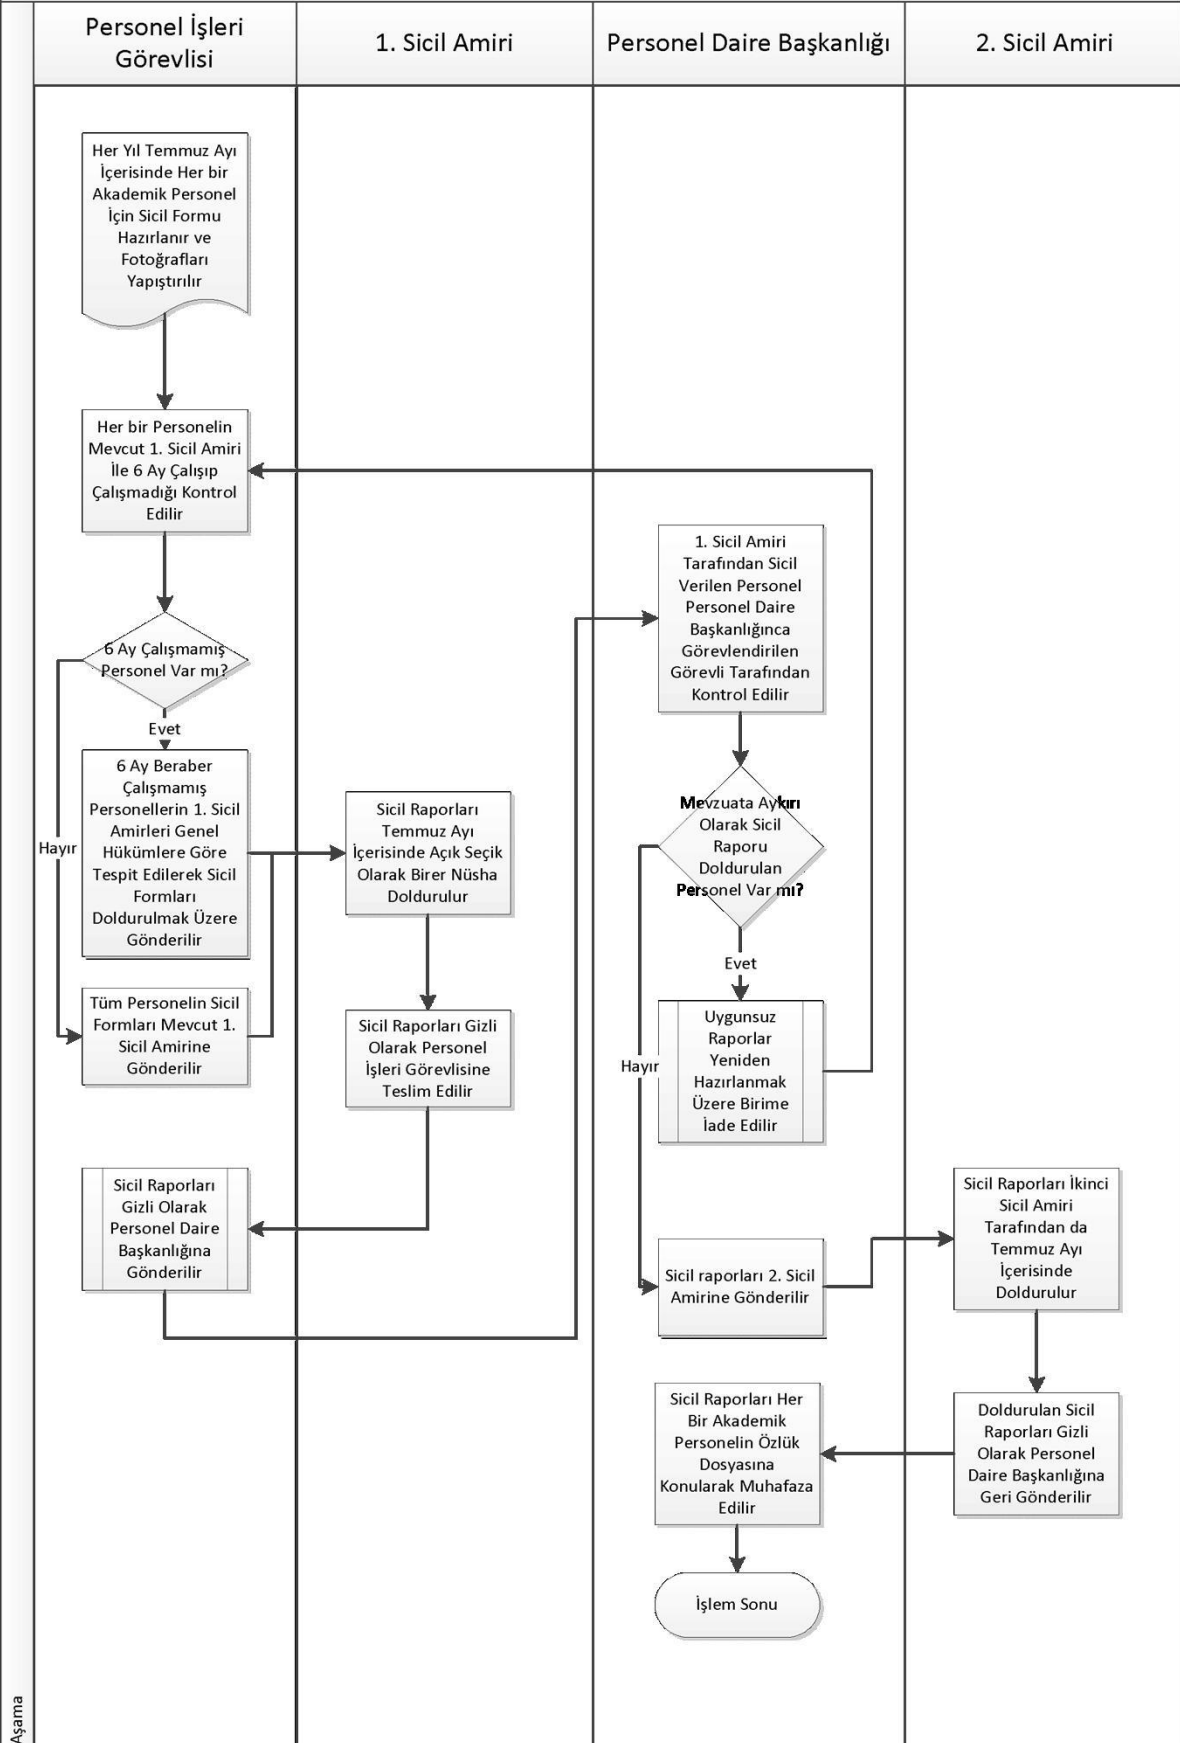 Personel İşleri
Görevlisi
1. Sicil Amiri
Personel Daire Başkanlığı
2. Sicil Amiri
Her Yıl Temmuz Ayı
İçerisinde Her bir
Akademik Personel
İçin Sicil Formu
Hazırlanır ve
Fotoğrafları
Yapıştırılır
Her bir Personelin
Mevcut 1. Sicil Amiri
İle 6 Ay Çalışıp
Çalışmadığı Kontrol
Edilir
6 Ay Çalışmamış
Personel Var mı?
Evet
Hayır
6 Ay Beraber
Çalışmamış
Personellerin 1. Sicil
Amirleri Genel
Hükümlere Göre
Tespit Edilerek Sicil
Formları
Doldurulmak Üzere
Gönderilir
Tüm Personelin Sicil
Formları Mevcut 1.
Sicil Amirine
Gönderilir
Sicil Raporları
Temmuz Ayı
İçerisinde Açık Seçik
Olarak Birer Nüsha
Doldurulur
Sicil Raporları Gizli
Olarak Personel
İşleri Görevlisine
Teslim Edilir
Sicil Raporları
Gizli Olarak
Personel Daire
Başkanlığına
Gönderilir
1. Sicil Amiri
Tarafından Sicil
Verilen Personel
Personel Daire
Başkanlığınca
Görevlendirilen
Görevli Tarafından
Kontrol Edilir
Mevzuata Aykırı
Olarak Sicil
Raporu
Doldurulan
Personel Var mı?
Evet
Hayır
Uygunsuz
Raporlar
Yeniden
Hazırlanmak
Üzere Birime
İade Edilir
Sicil raporları 2. Sicil
Amirine Gönderilir
Sicil Raporları İkinci
Sicil Amiri
Tarafından da
Temmuz Ayı
İçerisinde
Doldurulur
Doldurulan Sicil
Raporları Gizli
Olarak Personel
Daire Başkanlığına
Geri Gönderilir
Sicil Raporları Her
Bir Akademik
Personelin Özlük
Dosyasına
Konularak Muhafaza
Edilir
İşlem Sonu
Aşama